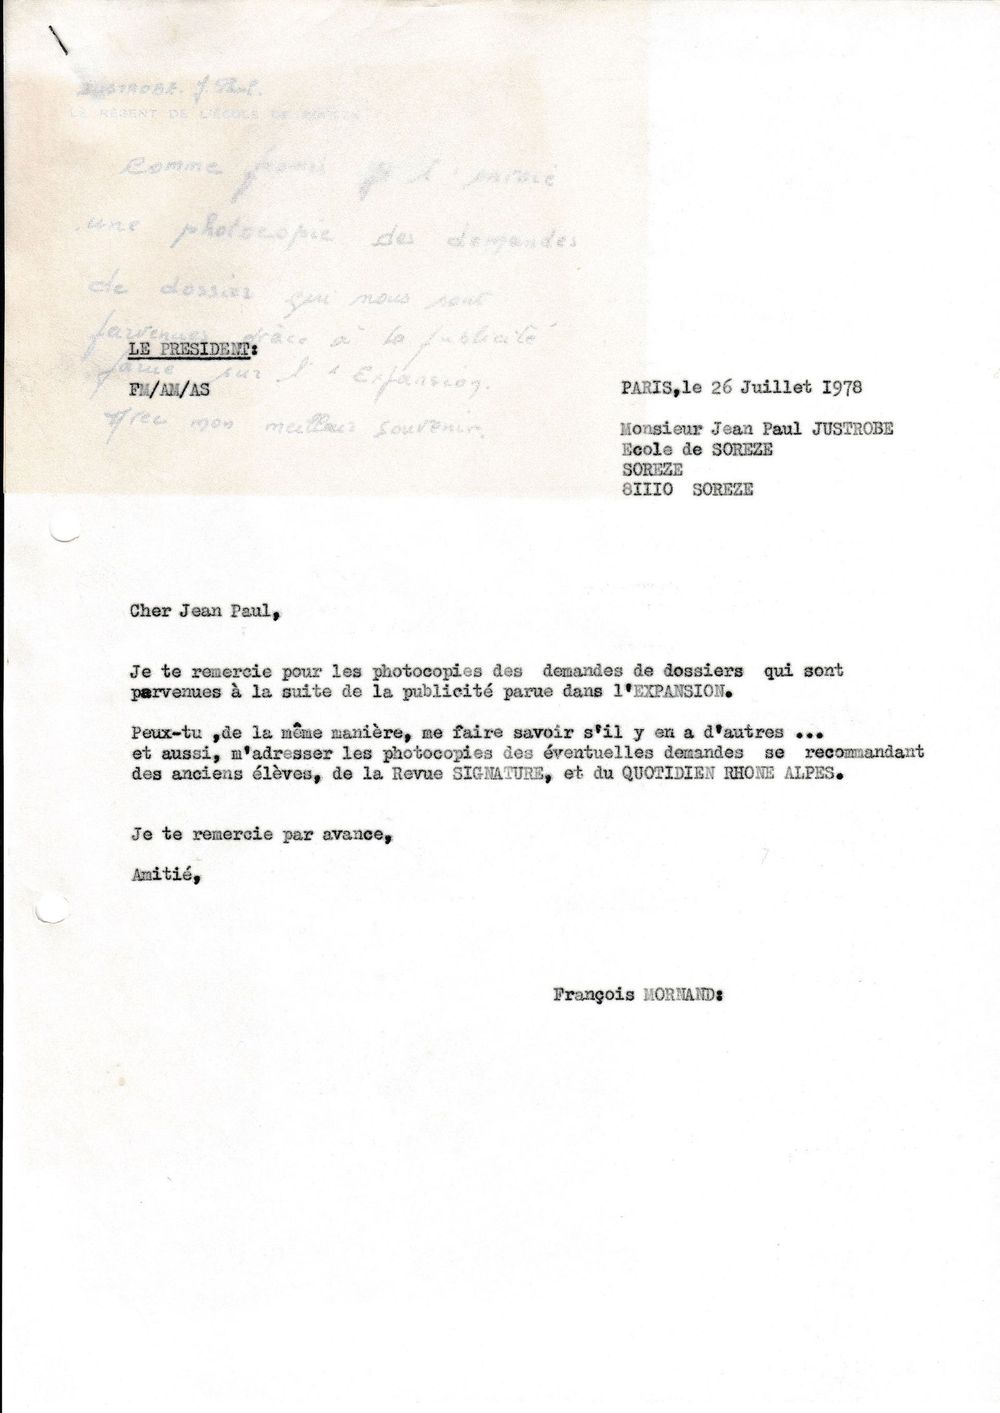 JUSTROBE. J. Paul.
LE RÉGENT DE L'ÉCOLE DE SORÈZE
Comme promis je t'envoie
une photocopie des demandes
de dossier qui nous sont
parvenues grâce à la publicité
parue sur l'Expansion.
Avec mon meilleur souvenir.
LE PRESIDENT:
FM/AM/AS
PARIS,le 26 Juillet I978
Monsieur Jean Paul JUSTROBE
Ecole de SOREZE
SOREZE
8III0 SOREZE
Cher Jean Paul,
Je te remercie pour les photocopies des demandes de dossiers qui sont
parvenues à la suite de la publicité parue dans l'EXPANSION.
Peux-tu ,de la même manière, me faire savoir s'il y en a d'autres ...
et aussi, m'adresser les photocopies des éventuelles demandes se recommandant
des anciens élèves, de la Revue SIGNATURE, et du QUOTIDIEN RHONE ALPES.
Je te remercie par avance,
Amitié,
François MORNAND: